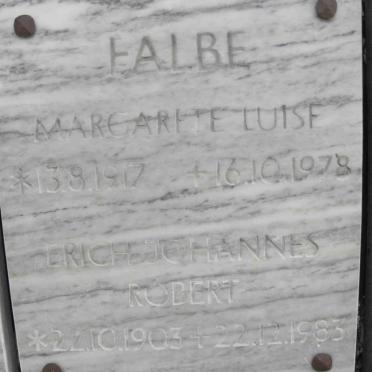 FALBE
MARGARETE LUISE
*13.8.1917 +16.10.1978
ERICH JOHANNES
ROBERT
*22.10.1903 +22.12.1983